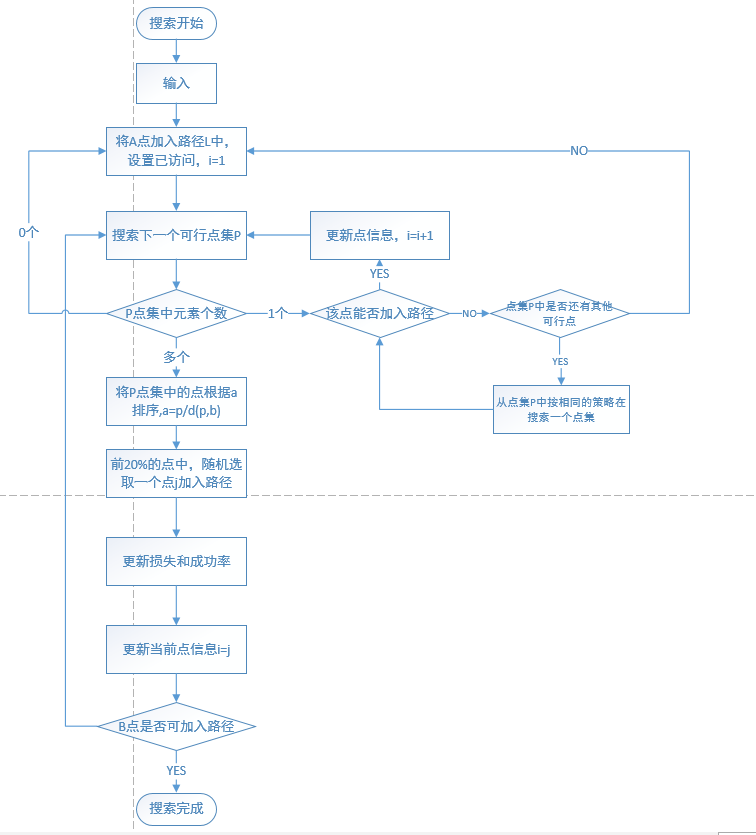 搜索开始
输入
将A点加入路径L中，
设置已访问，i=1
NO
0个
搜索下一个可行点集P
更新点信息，i=i+1
YES
P点集中元素个数
1个
该点能否加入路径
NO
点集P中是否还有其他
可行点
多个
YES
将P点集中的点根据a
排序,a=p/d(p,b)
从点集P中按相同的策略在
搜索一个点集
前20%的点中，随机选
取一个点j加入路径
更新损失和成功率
更新当前点信息i=j
B点是否可加入路径
YES
搜索完成